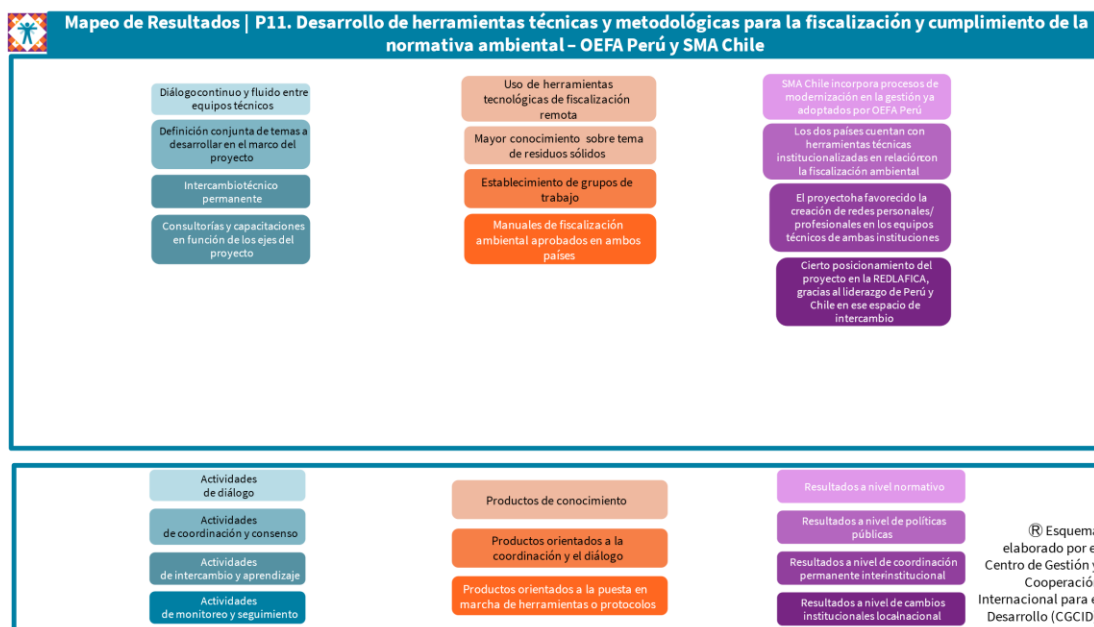 Mapeo de Resultados | P11. Desarrollo de herramientas técnicas y metodológicas para la fiscalización y cumplimiento de la
normativa ambiental – OEFA Perú y SMA Chile
Diálogocontinuo y fluido entre
equipos técnicos
Definición conjunta de temas a
desarrollar en el marco del
proyecto
Intercambiotécnico
permanente
Consultorías y capacitaciones
en función de los ejes del
proyecto
Uso de herramientas
tecnológicas de fiscalización
remota
Mayor conocimiento sobre tema
de residuos sólidos
Establecimiento de grupos de
trabajo
Manuales de fiscalización
ambiental aprobados en ambos
países
SMA Chile incorpora procesos de
modernización en la gestión ya
adoptados por OEFA Perú
Los dos países cuentan con
herramientas técnicas
institucionalizadas en relacióncon
la fiscalización ambiental
El proyectoha favorecido la
creación de redes personales/
profesionales en los equipos
técnicos de ambas instituciones
Cierto posicionamiento del
proyecto en la REDLAFICA,
gracias al liderazgo de Perú y
Chile en ese espacio de
intercambio
Actividades
de diálogo
Actividades
de coordinación y consenso
Actividades
de intercambio y aprendizaje
Actividades
de monitoreo y seguimiento
Productos de conocimiento
Productos orientados a la
coordinación y el diálogo
Productos orientados a la puesta en
marcha de herramientas o protocolos
Resultados a nivel normativo
Resultados a nivel de políticas
públicas
Resultados a nivel de coordinación
permanente interinstitucional
Resultados a nivel de cambios
institucionales local-nacional
® Esquema
elaborado por e
Centro de Gestión y
Cooperación
Internacional para e
Desarrollo (CGCID